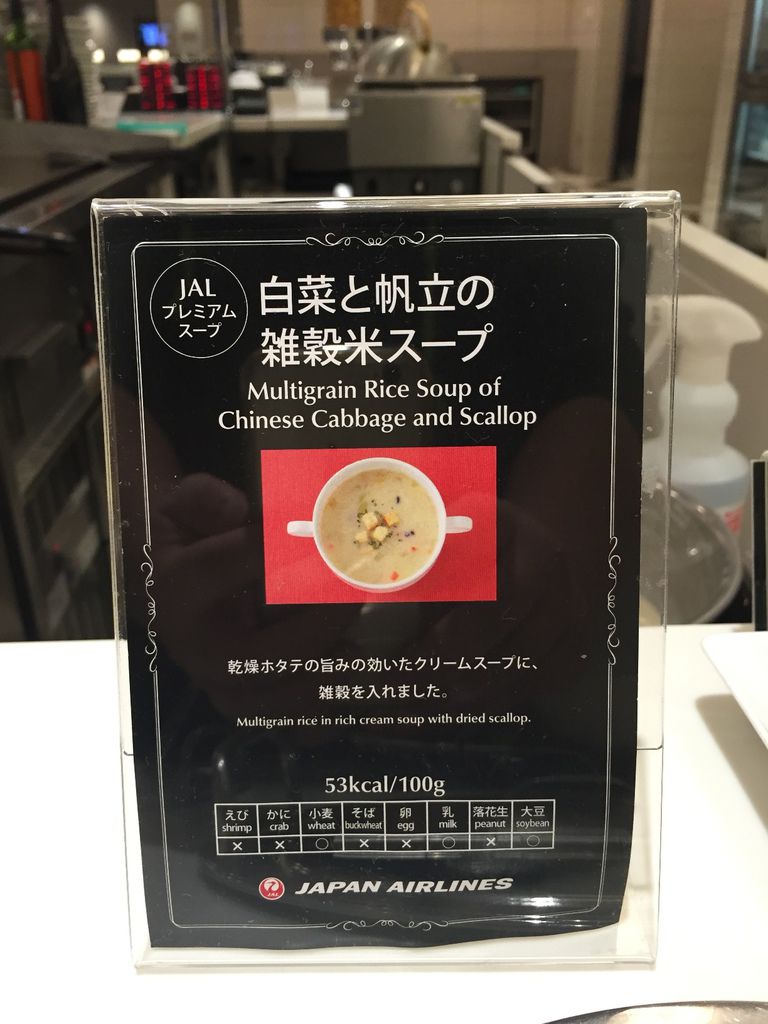 JAL
プレミアム
スープ
白菜と帆立の
雑穀米スープ
Multigrain Rice Soup of
Chinese Cabbage and Scallop
乾燥ホタテの旨みの効いたクリームスープに、
雑穀を入れました。
Multigrain rice in rich cream soup with dried scallop.
53kcal/100g
えび かに 小麦 そば 卵 乳 落花生 大豆
shrimp crab wheat buckwheat egg milk peanut soybean
× × ○ × × ○ × ○
JAL JAPAN AIRLINES